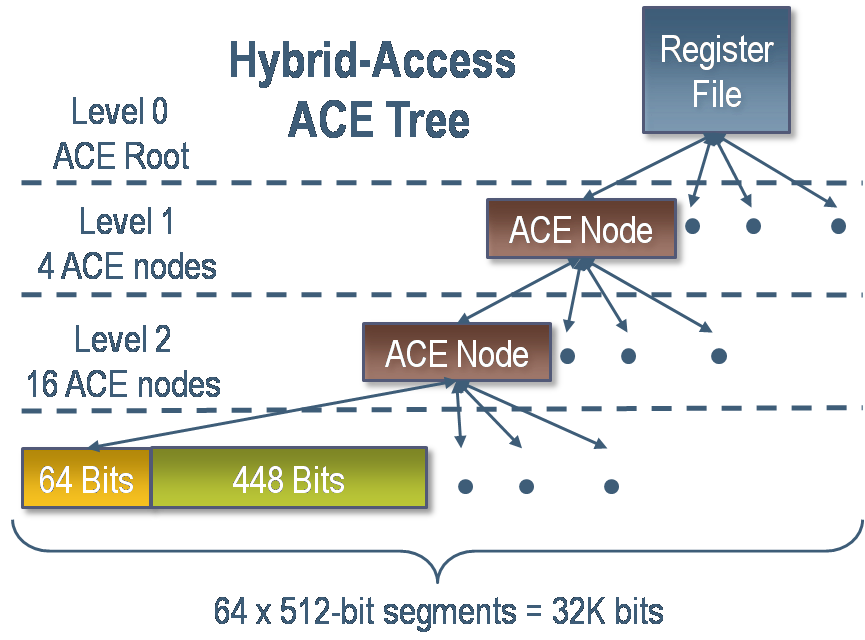 Hybrid-Access
ACE Tree
Register
File
Level 0
ACE Root
Level 1
4 ACE nodes
ACE Node
Level 2
16 ACE nodes
ACE Node
64 Bits
448 Bits
64 x 512-bit segments = 32K bits